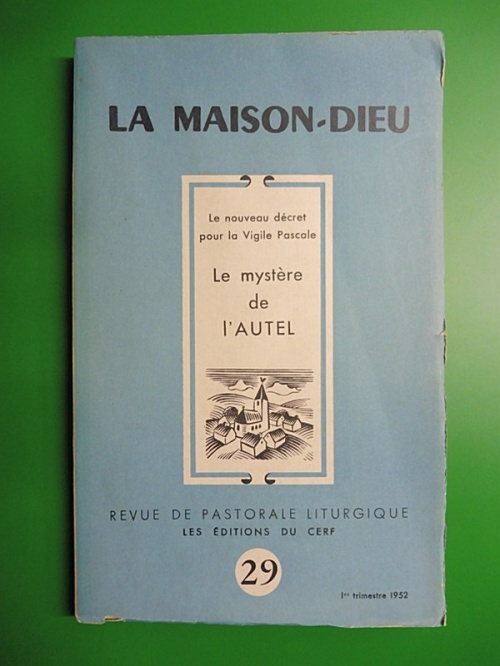 LA MAISON-DIEU
Le nouveau décret
pour la Vigile Pascale
Le mystère
de
l'AUTEL
REVUE DE PASTORALE LITURGIQUE
LES ÉDITIONS DU CERF
29
1er trimestre 1952